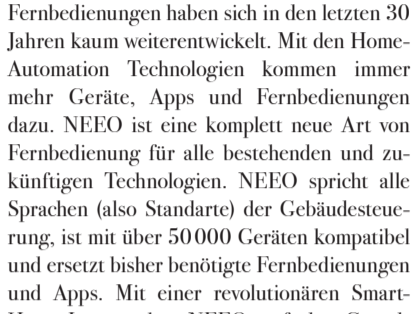 Fernbedienungen haben sich in den letzten 30
Jahren kaum weiterentwickelt. Mit den Home-
Automation Technologien kommen immer
mehr Geräte, Apps und Fernbedienungen
dazu. NEEO ist eine komplett neue Art von
Fernbedienung für alle bestehenden und zu-
künftigen Technologien. NEEO spricht alle
Sprachen (also Standarte) der Gebäudesteue-
rung, ist mit über 50 000 Geräten kompatibel
und ersetzt bisher benötigte Fernbedienungen
und Apps. Mit einer revolutionären Smart-